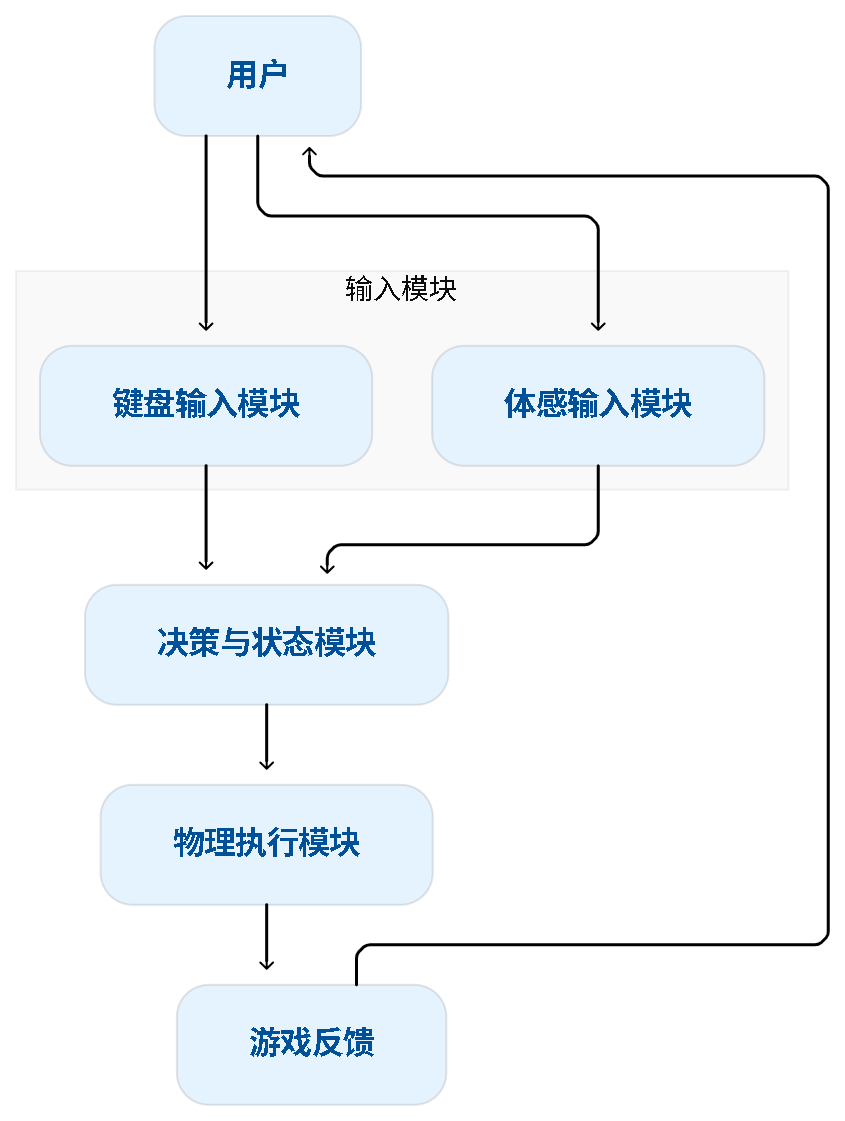 用户
输入模块
键盘输入模块
体感输入模块
决策与状态模块
物理执行模块
游戏反馈